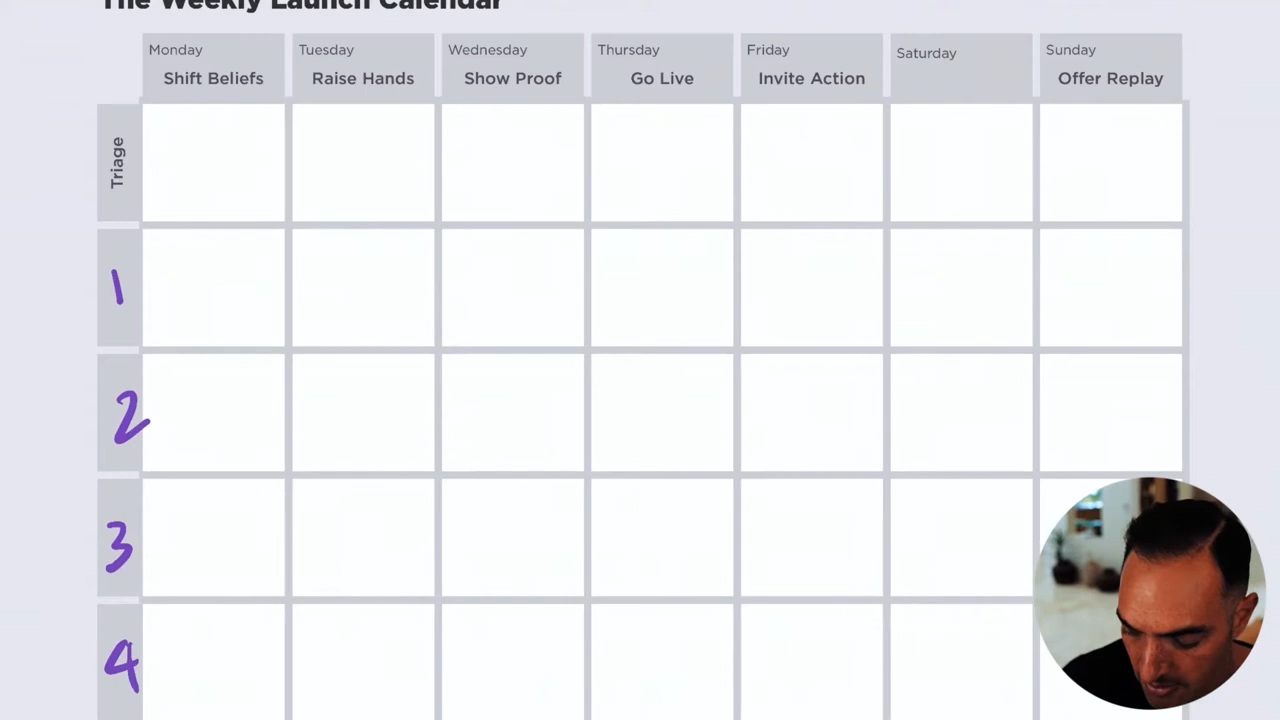 The Weekly Launch Calendar
Monday
Shift Beliefs
Tuesday
Raise Hands
Wednesday
Show Proof
Thursday
Go Live
Friday
Invite Action
Saturday
Sunday
Offer Replay
Triage
1
2
3
4